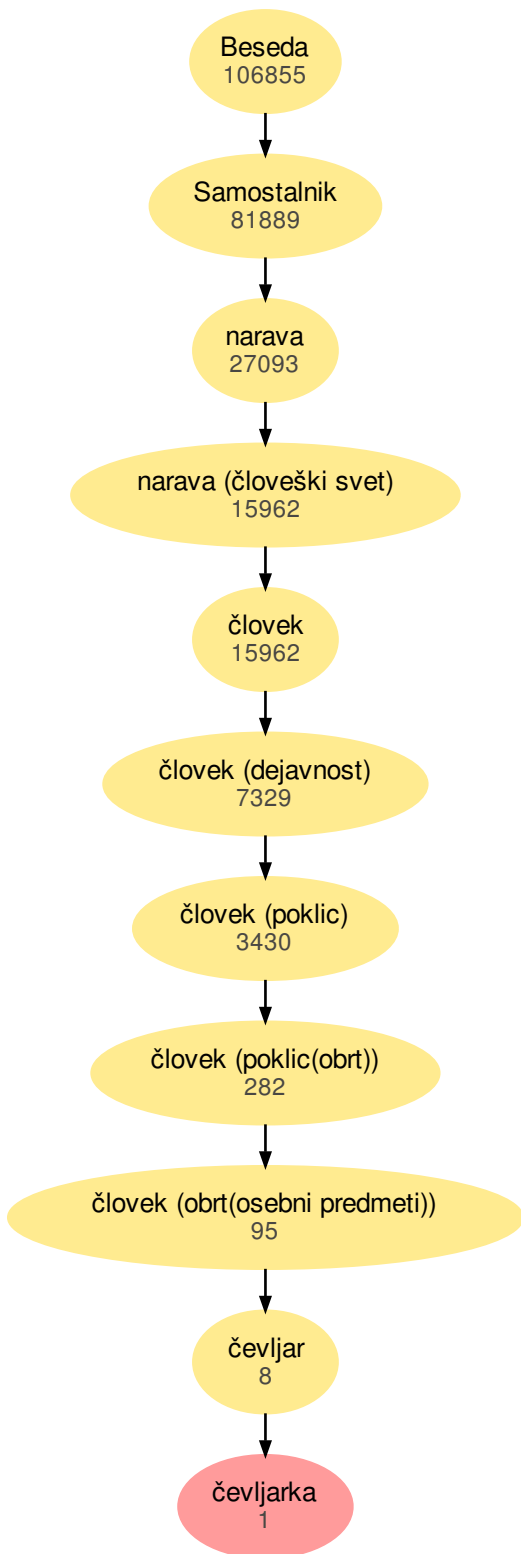 Beseda
106855
Samostalnik
81889
narava
27093
narava (človeški svet)
15962
človek
15962
človek (dejavnost)
7329
človek (poklic)
3430
človek (poklic(obrt))
282
človek (obrt(osebni predmeti))
95
čevljar
8
čevljarka
1